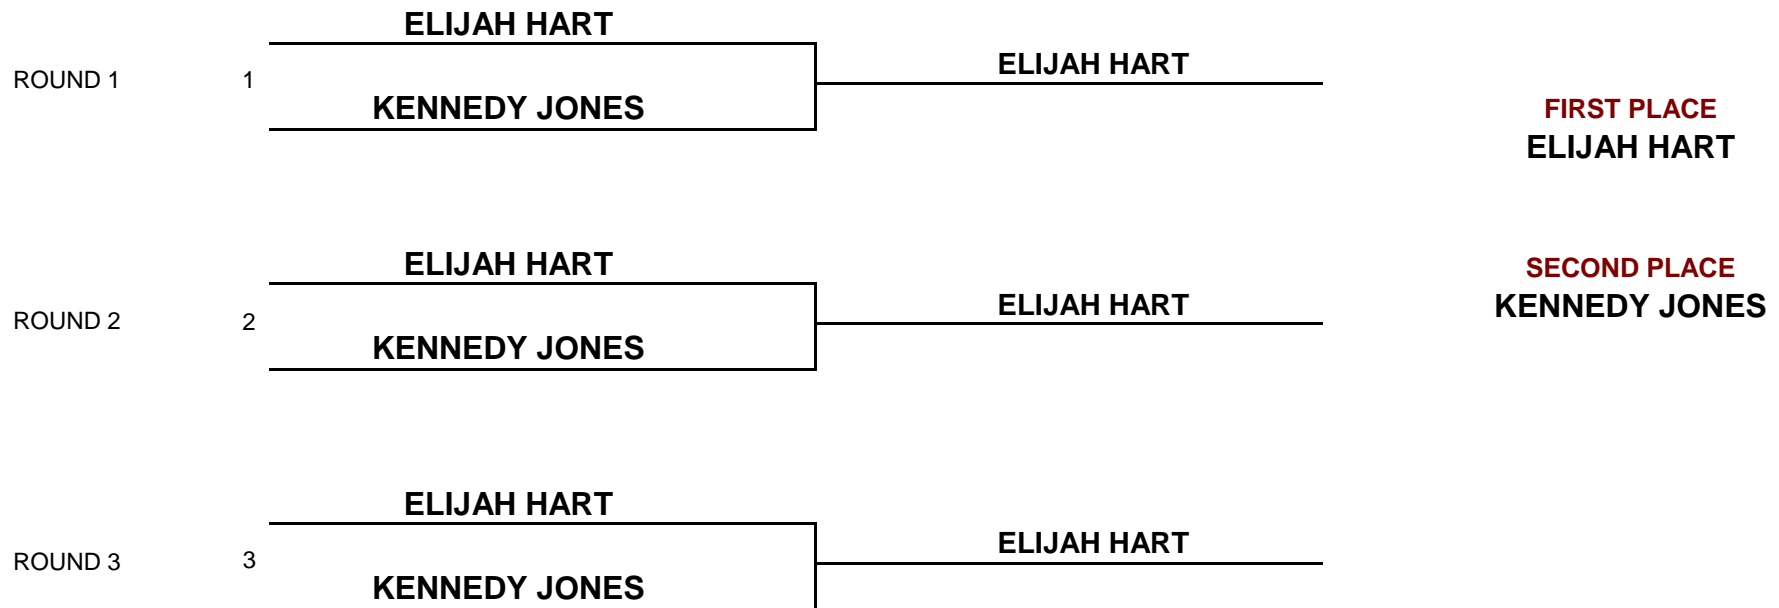 ELIJAH HART
ROUND 1
1
ELIJAH HART
KENNEDY JONES
FIRST PLACE
ELIJAH HART
ELIJAH HART
SECOND PLACE
ROUND 2
2
ELIJAH HART
KENNEDY JONES
KENNEDY JONES
ELIJAH HART
ROUND 3
3
ELIJAH HART
KENNEDY JONES